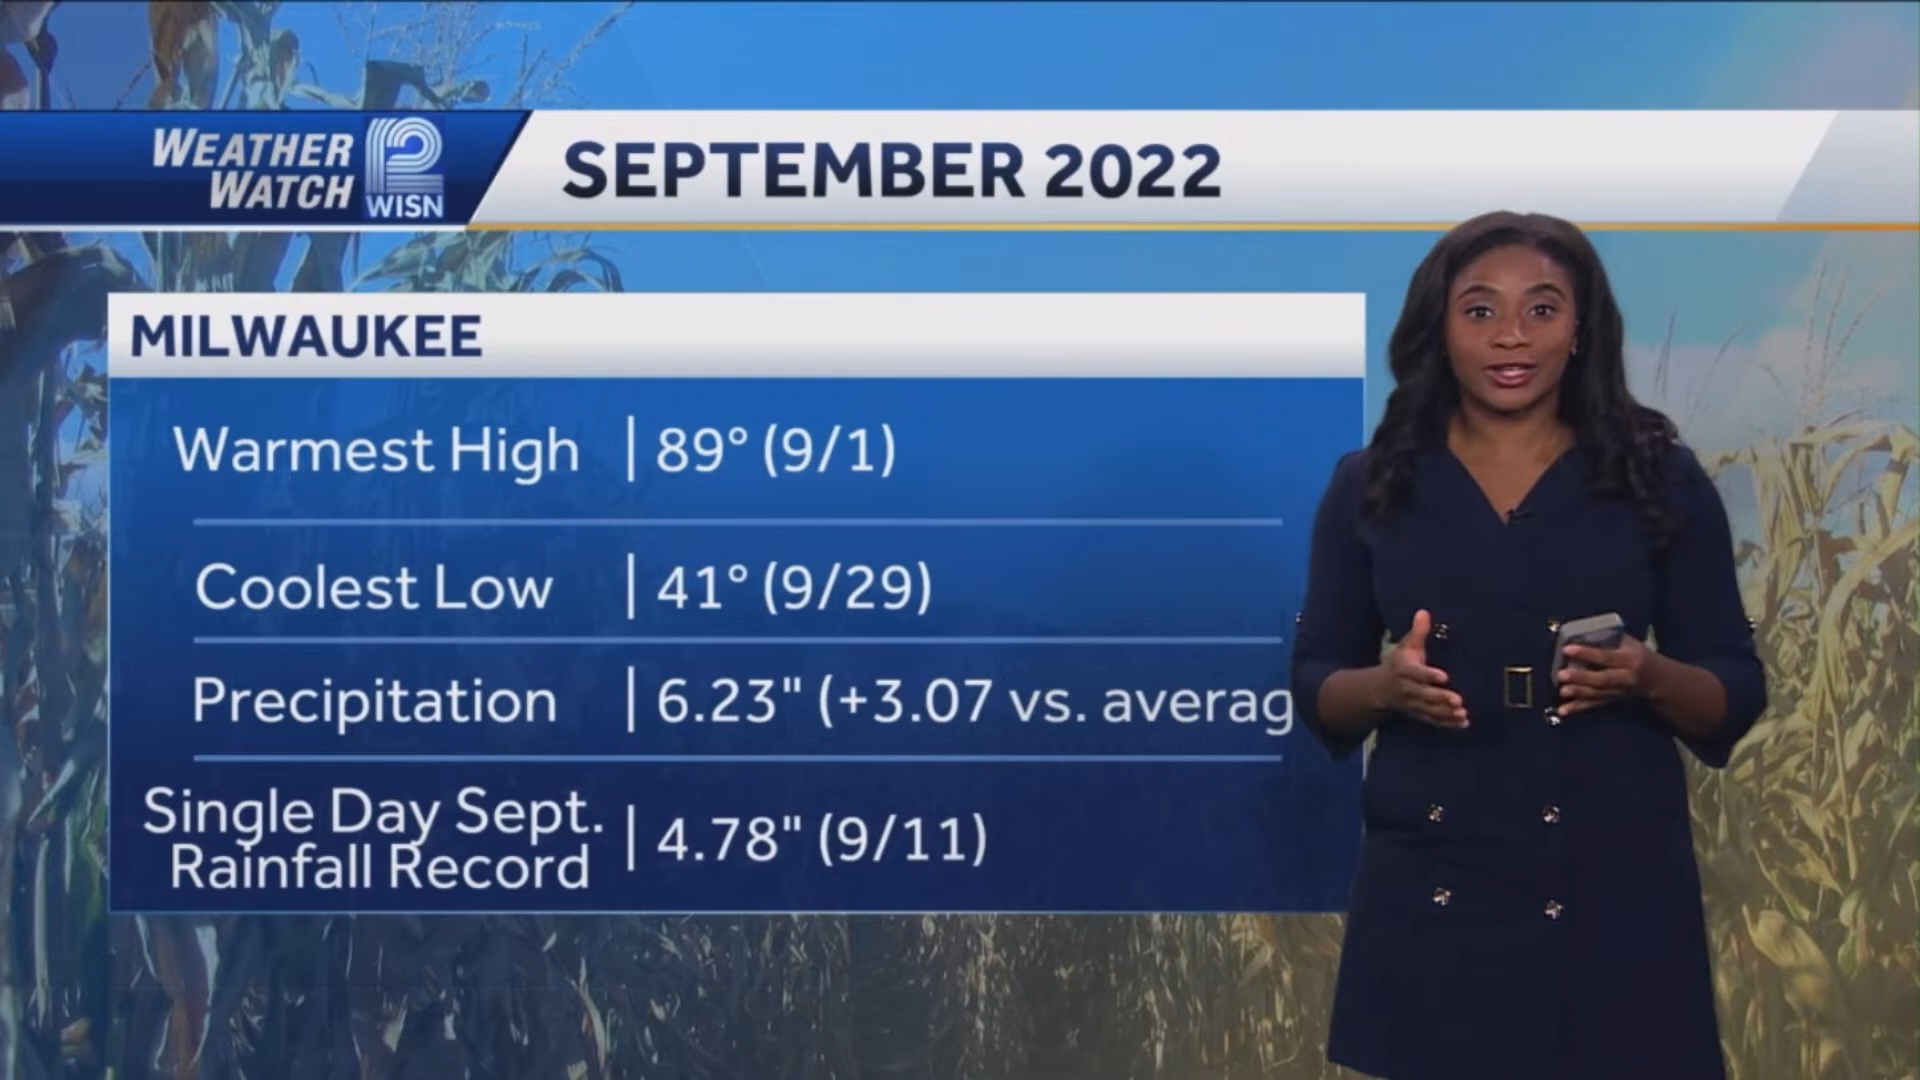 WEATHER
WATCH
12
WISN
SEPTEMBER 2022
MILWAUKEE
Warmest High | 89° (9/1)
Coolest Low | 41° (9/29)
Precipitation | 6.23" (+3.07 vs. averag
Single Day Sept.
Rainfall Record | 4.78" (9/11)